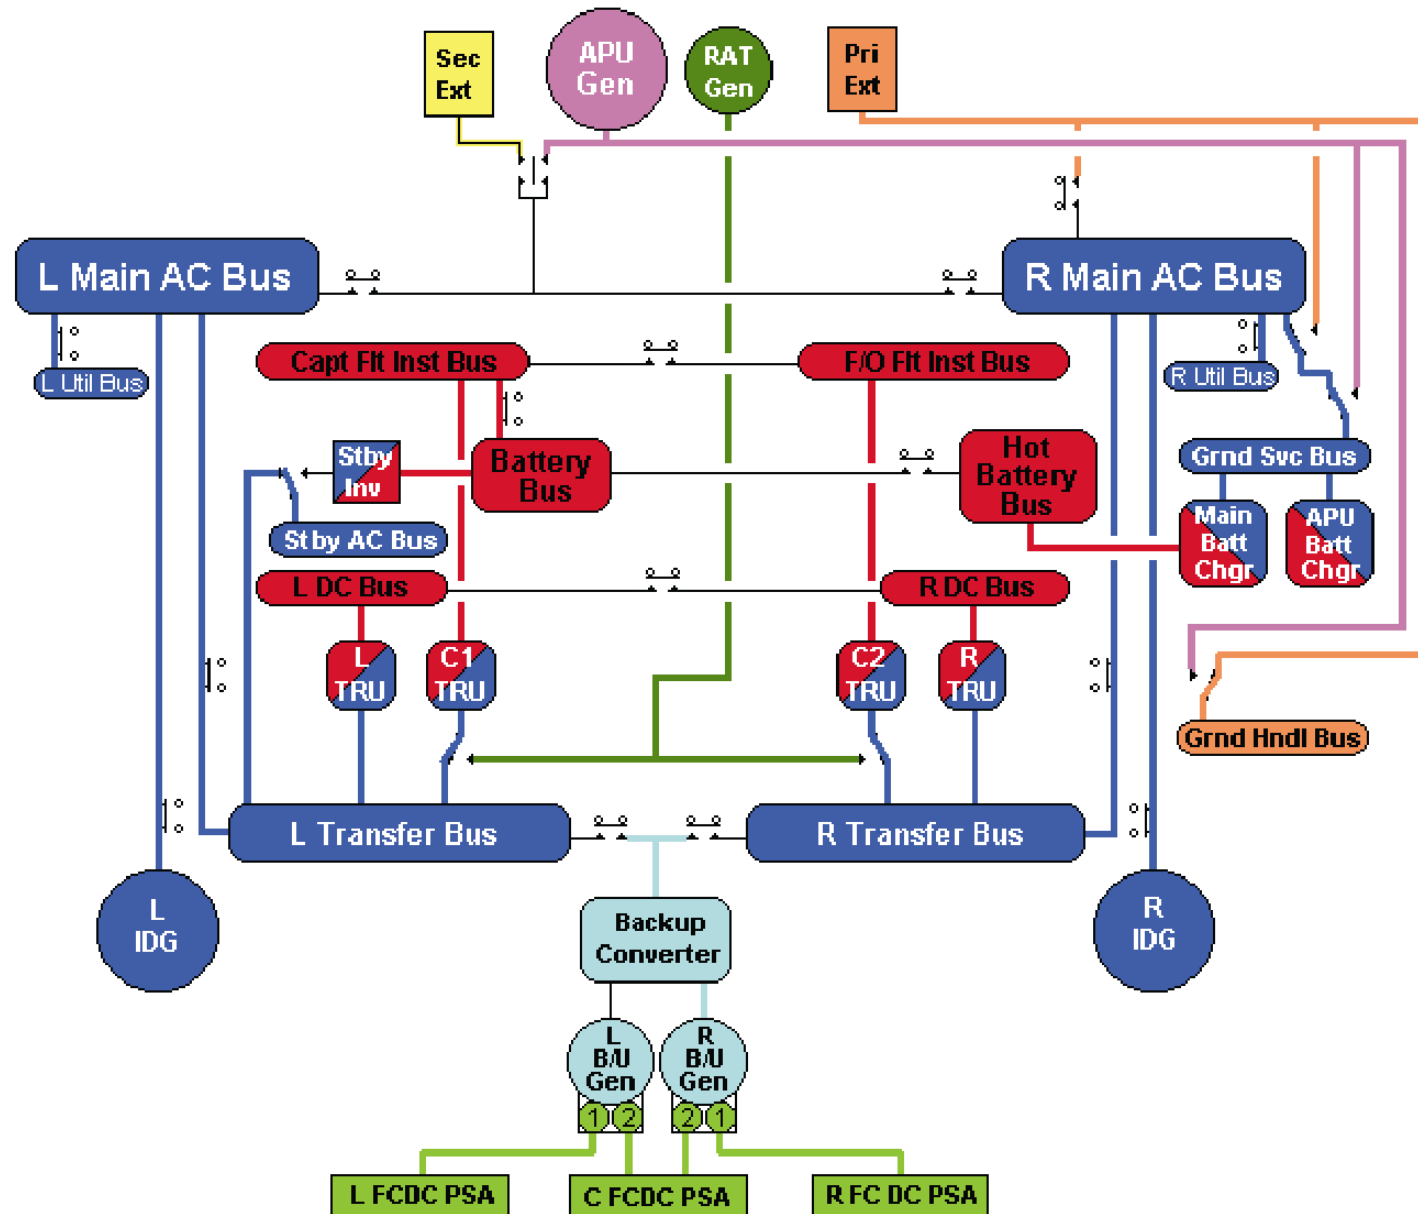 Sec
Ext
APU
Gen
RAT
Gen
Pri
Ext
L Main AC Bus
R Main AC Bus
Capt Flt Inst Bus
F/O Flt Inst Bus
L Util Bus
R Util Bus
Stby
Inv
Battery
Bus
Hot
Battery
Bus
Grnd Svc Bus
Main
Batt
Chgr
APU
Batt
Chgr
Stby AC Bus
L DC Bus
R DC Bus
L
TRU
C1
TRU
C2
TRU
R
TRU
Grnd Hndl Bus
L Transfer Bus
R Transfer Bus
L
IDG
R
IDG
Backup
Converter
L
B/U
Gen
R
B/U
Gen
1
2
2
1
L FCDC PSA
C FCDC PSA
R FC DC PSA